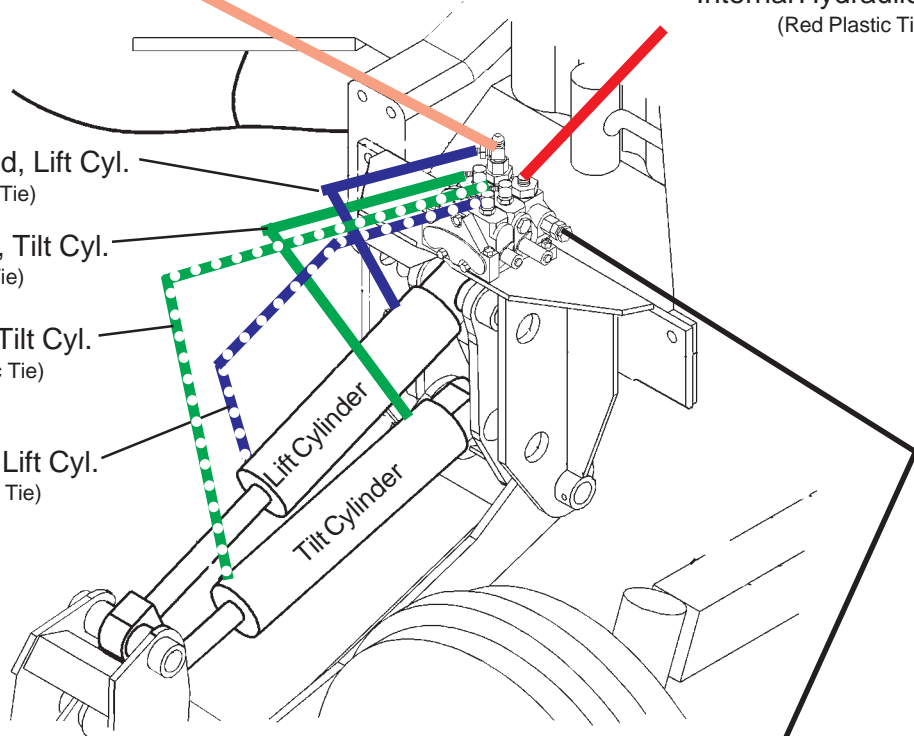 Internal Hydraulic
(Red Plastic Ti
d, Lift Cyl.
Tie)
, Tilt Cyl.
Tie)
Tilt Cyl.
c Tie)
Lift Cyl.
Tie)
Lift Cylinder
Tilt Cylinder